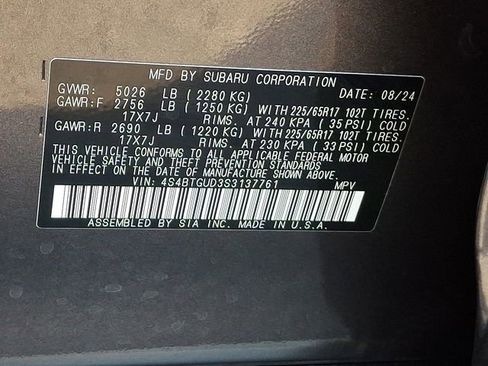 MFD BY SUBARU CORPORATION
GVWR: 5026 LB (2280 KG) DATE: 08/24
GAWR:F 2756 LB (1250 KG) WITH 225/65R17 102T TIRES.
17X7J RIMS. AT 240 KPA (35 PSI) COLD
GAWR:R 2690 LB (1220 KG) WITH 225/65R17 102T TIRES.
17X7J RIMS. AT 230 KPA (33 PSI) COLD
THIS VEHICLE CONFORMS TO ALL APPLICABLE FEDERAL MOTOR
VEHICLE SAFETY, BUMPER, AND THEFT PREVENTION STANDARDS
IN EFFECT ON THE DATE OF MANUFACTURE SHOWN ABOVE.
VIN: 4S4BTGUD3S3137761 MPV
ASSEMBLED BY SIA INC. MADE IN U.S.A.